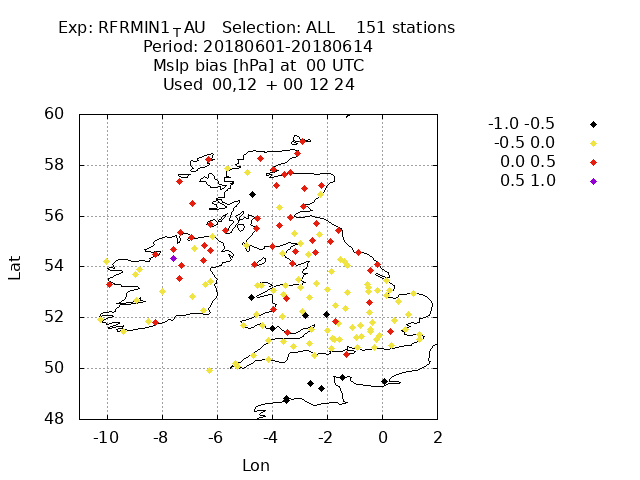 Exp: RFRMIN1_TAU Selection: ALL 151 stations
Period: 20180601-20180614
Mslp bias [hPa] at 00 UTC
Used 00,12 + 00 12 24
-1.0 -0.5
-0.5 0.0
0.0 0.5
0.5 1.0
60
58
56
54
52
50
48
Lat
-10 -8 -6 -4 -2 0 2
Lon